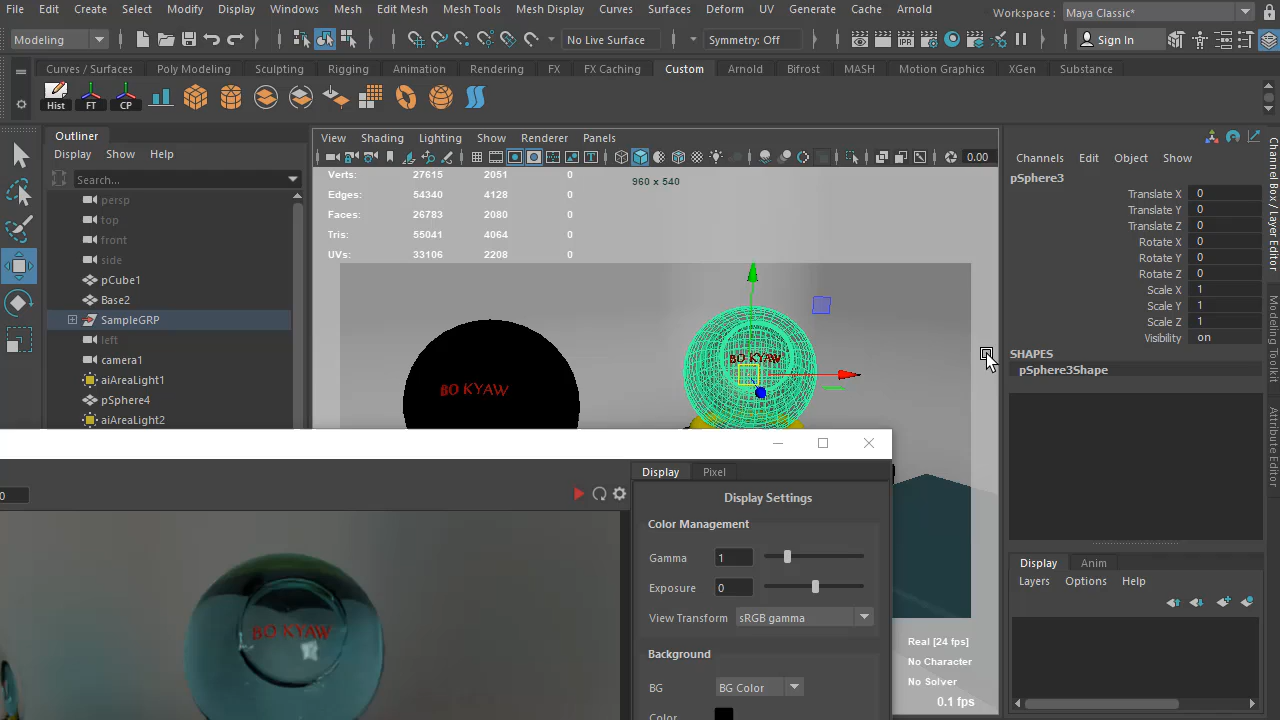 File Edit Create Select Modify Display Windows Mesh Edit Mesh Mesh Tools Mesh Display Curves Surfaces Deform UV Generate Cache Arnold Workspace : Maya Classic*
Modeling No Live Surface Symmetry: Off Sign In
Curves / Surfaces Poly Modeling Sculpting Rigging Animation Rendering FX FX Caching Custom Arnold Bifrost MASH Motion Graphics XGen Substance
Hist FT CP
Outliner
Display Show Help
Search...
persp
top
front
side
pCube1
Base2
SampleGRP
left
camera1
aiAreaLight1
pSphere4
aiAreaLight2
View Shading Lighting Show Renderer Panels
0.00
Verts: 27615 2051 0
960 x 540
Edges: 54340 4128 0
Faces: 26783 2080 0
Tris: 55041 4064 0
UVs: 33106 2208 0
BO KYAW
BO KYAW
Real [24 fps]
No Character
No Solver
0.1 fps
Channels Edit Object Show
pSphere3
Translate X 0
Translate Y 0
Translate Z 0
Rotate X 0
Rotate Y 0
Rotate Z 0
Scale X 1
Scale Y 1
Scale Z 1
Visibility on
SHAPES
pSphere3Shape
Display Anim
Layers Options Help
Channel Box / Layer Editor
Modeling Toolkit
Attribute Editor
0
BO KYAW
Display Pixel
Display Settings
Color Management
Gamma 1
Exposure 0
View Transform sRGB gamma
Background
BG BG Color
Color